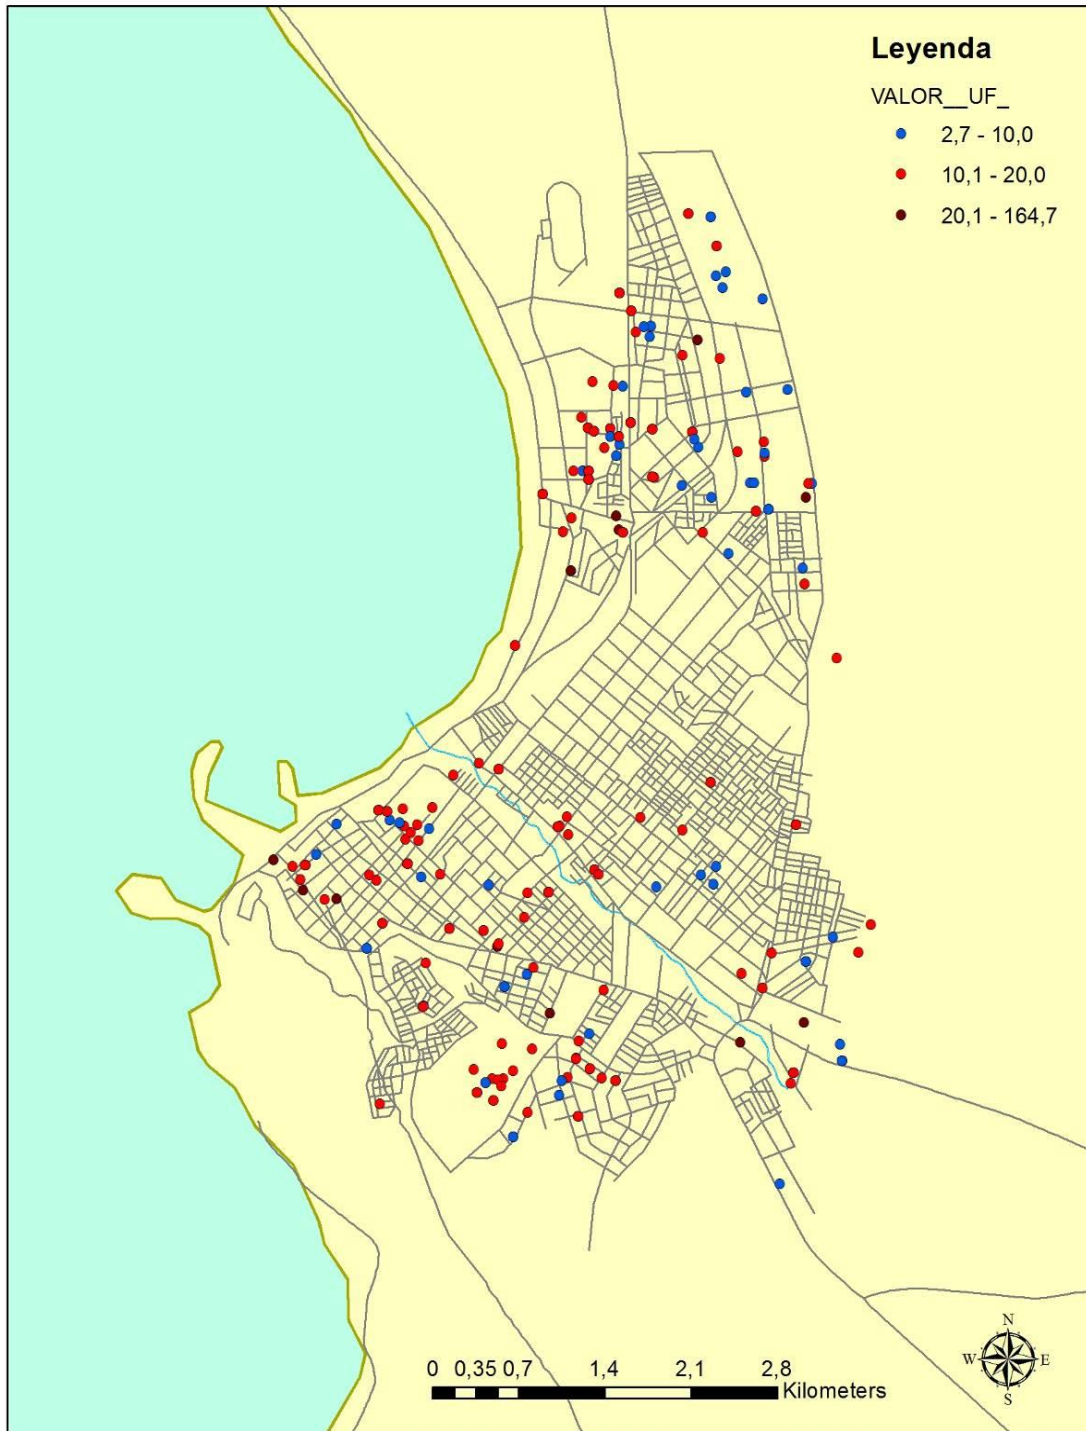 Leyenda
VALOR__UF_
2,7 - 10,0
10,1 - 20,0
20,1 - 164,7
N
W E
S
0 0,35 0,7 1,4 2,1 2,8
Kilometers